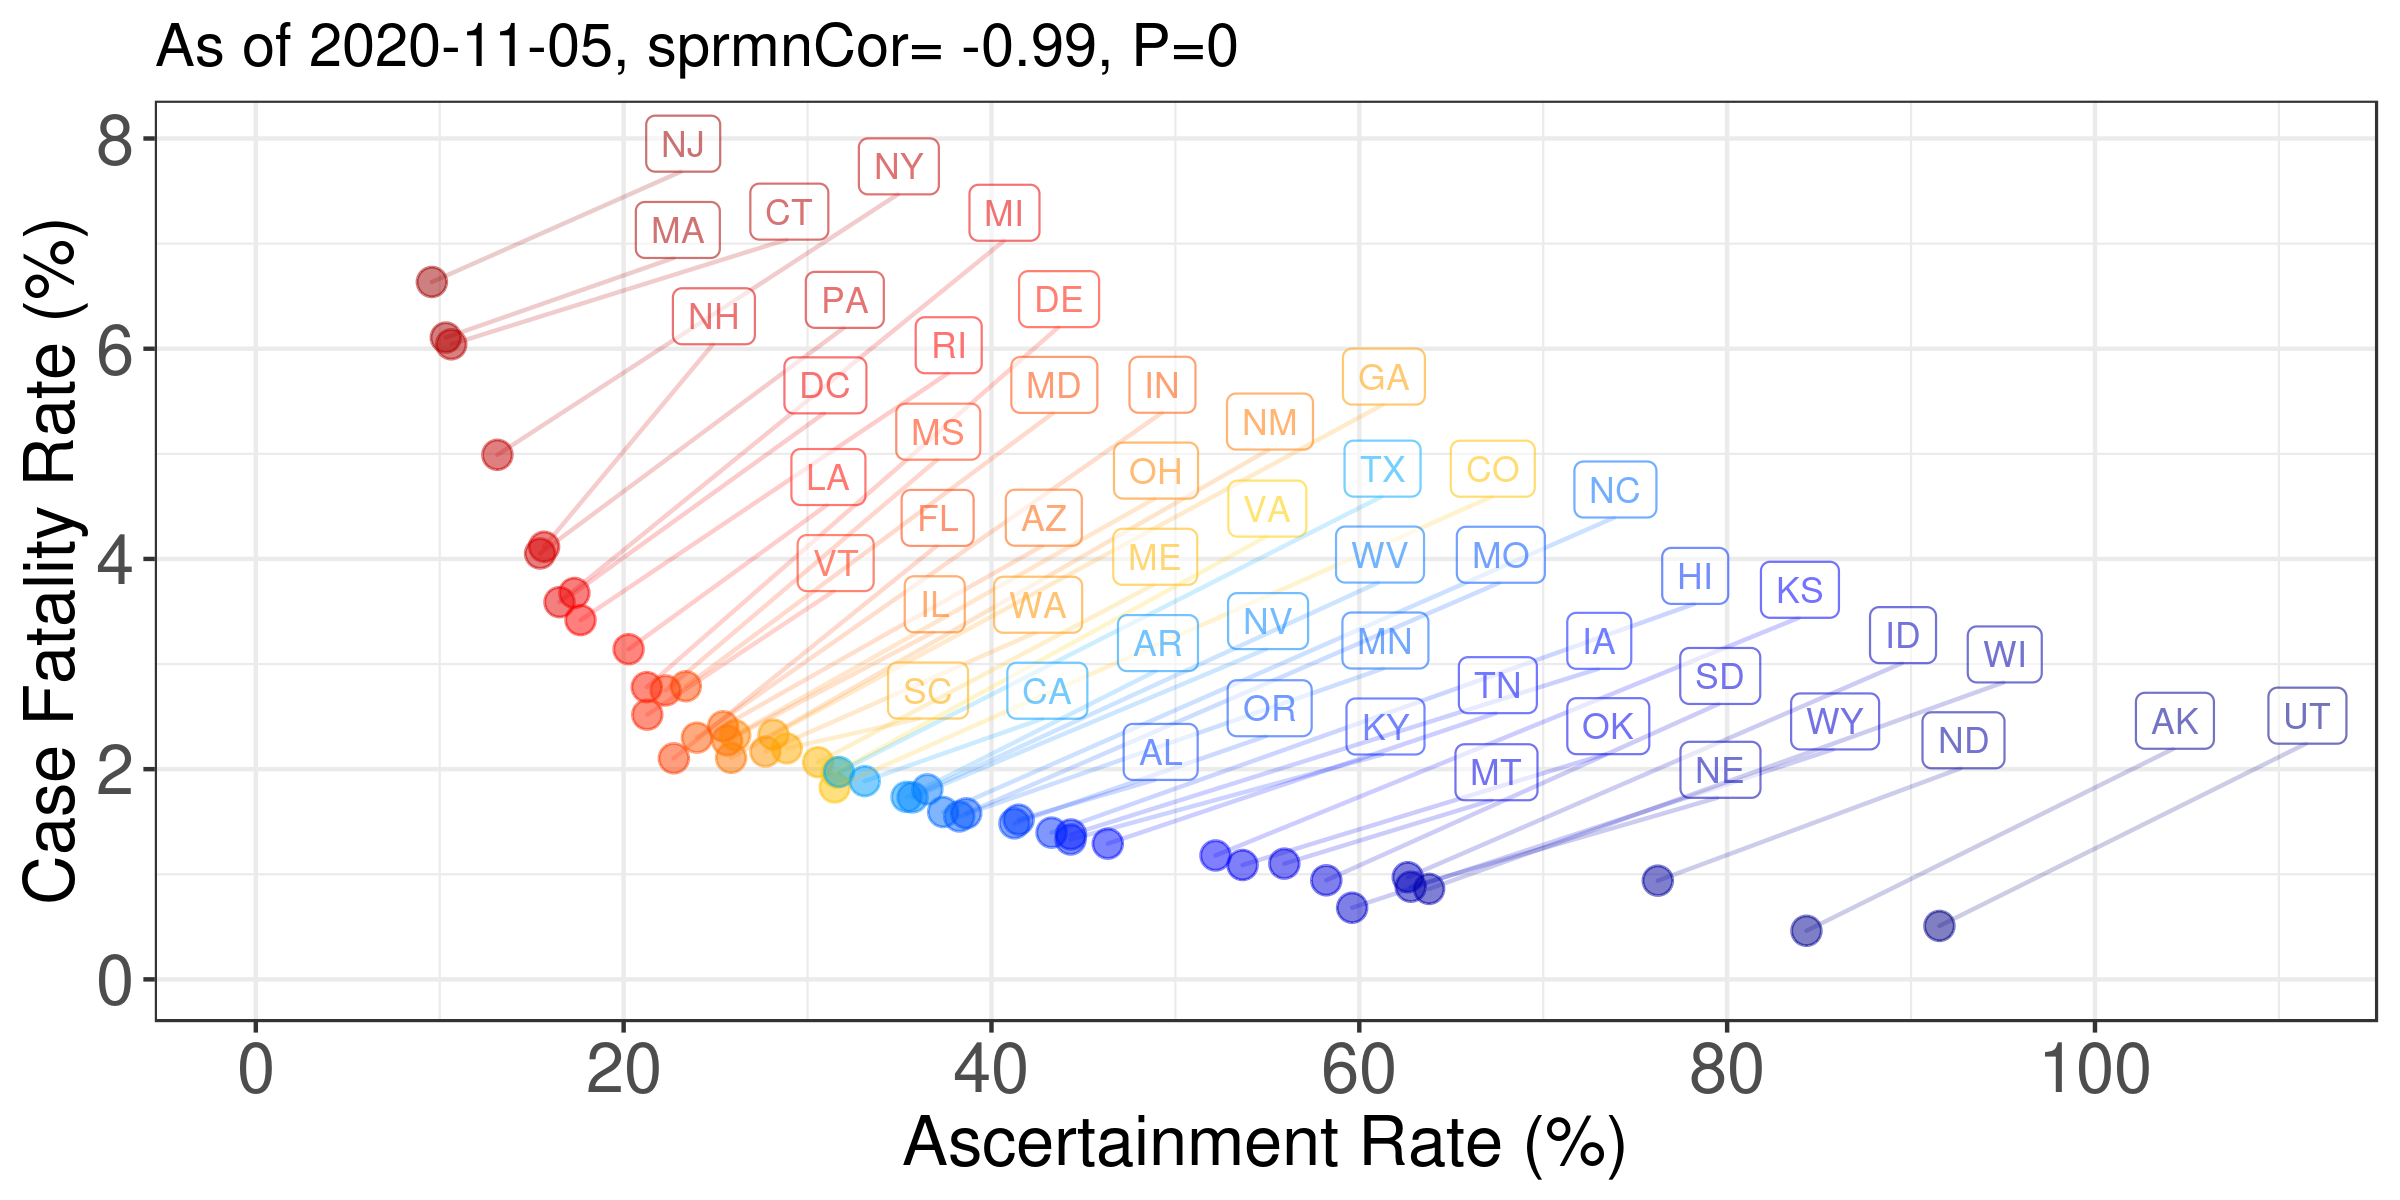 As of 2020-11-05, sprmnCor= -0.99, P=0
Case Fatality Rate (%)
8
6
4
2
0
NJ
NY
CT
MI
MA
PA
DE
NH
RI
GA
DC
MD
IN
NM
MS
OH
TX
CO
LA
NC
FL
AZ
VA
VT
ME
WV
MO
HI
KS
IL
WA
NV
ID
AR
MN
IA
WI
SC
CA
TN
SD
OR
KY
OK
WY
AK
UT
AL
ND
MT
NE
0 20 40 60 80 100
Ascertainment Rate (%)